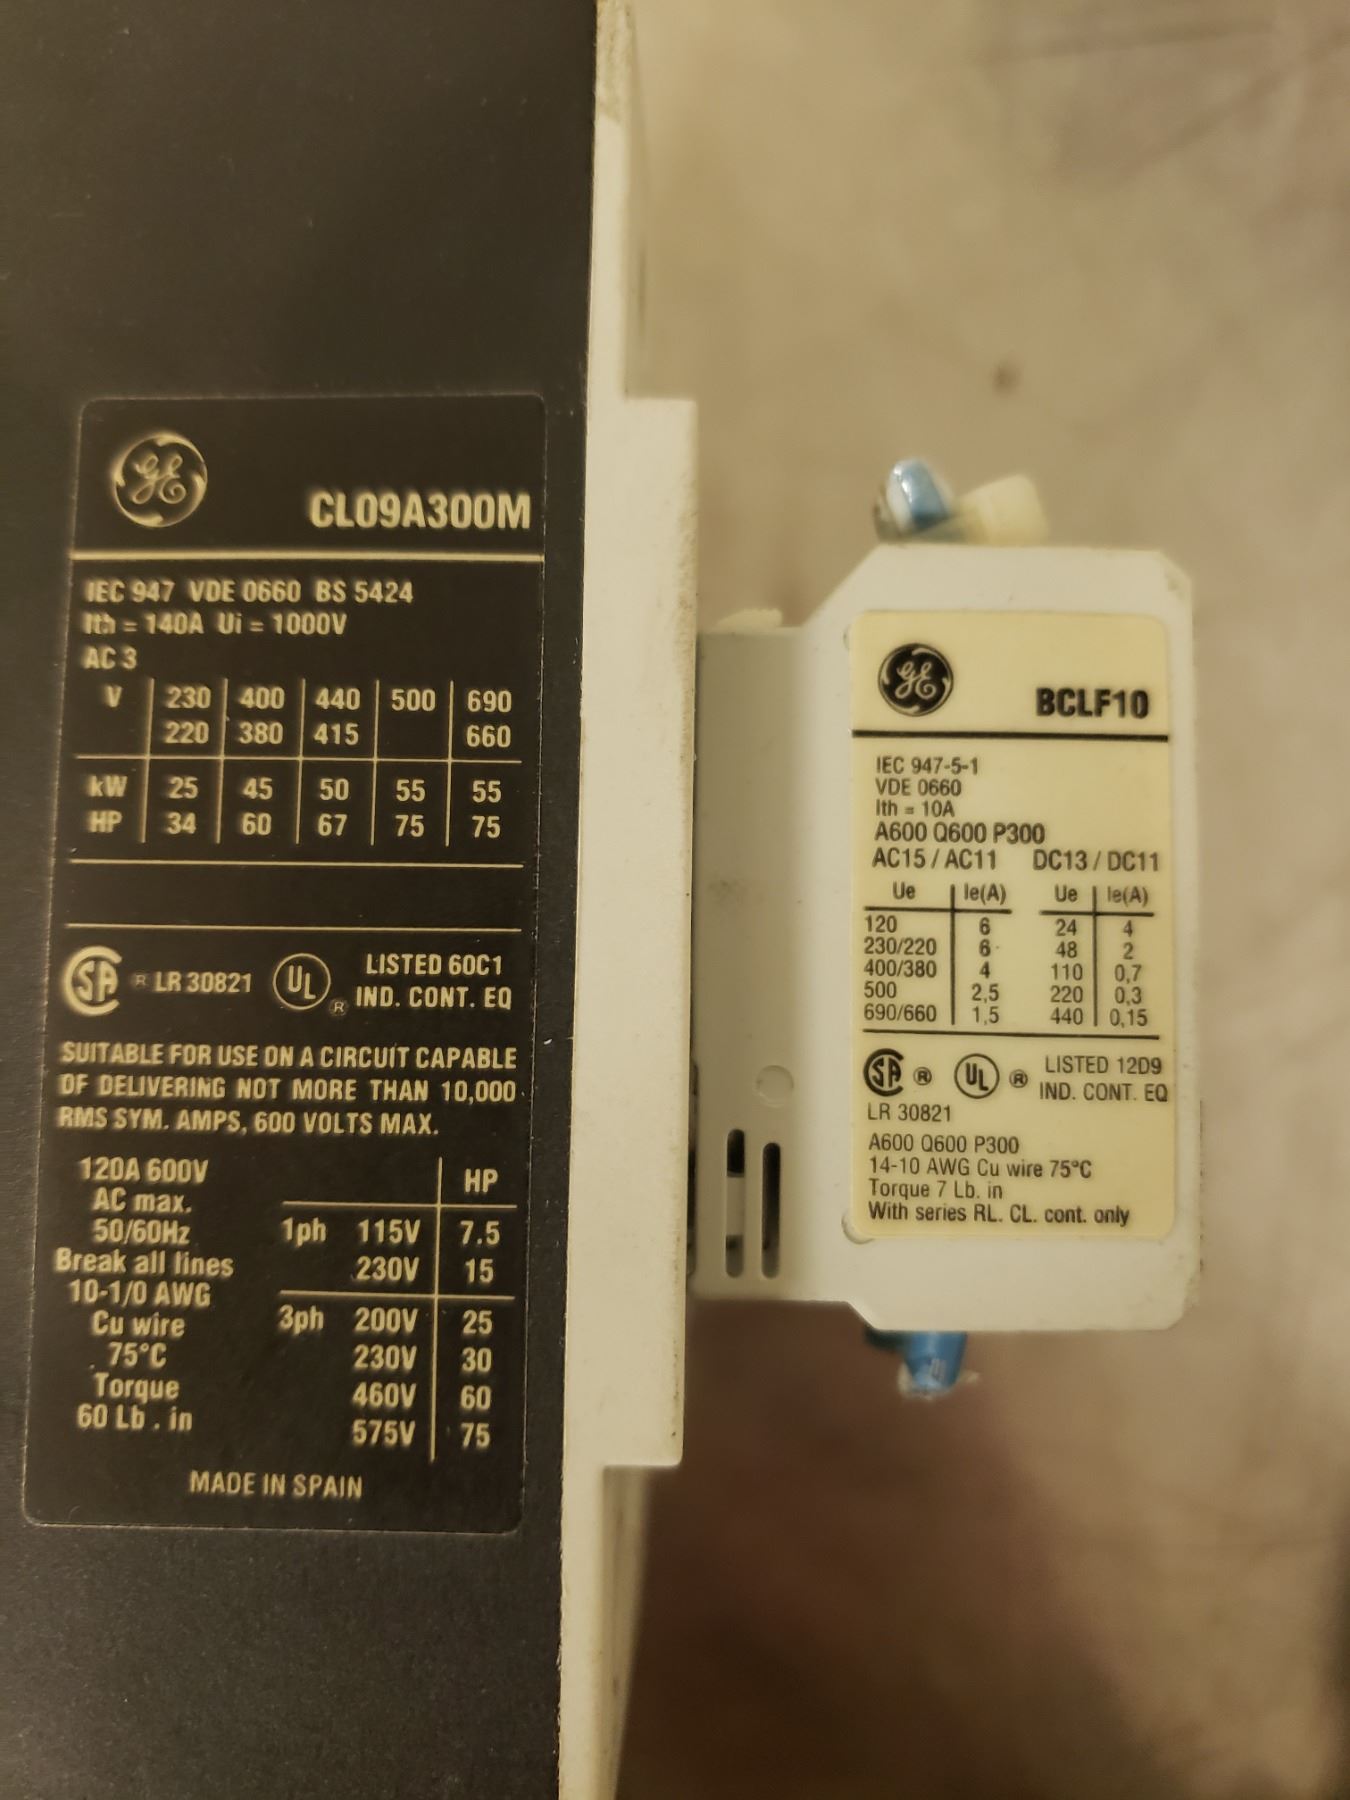 GE
CL09A300M
IEC 947 VDE 0660 BS 5424
Ith = 140A Ui = 1000V
AC 3
V 230 400 440 500 690
220 380 415 660
kW 25 45 50 55 55
HP 34 60 67 75 75
SA ® LR 30821 UL ® LISTED 60C1
IND. CONT. EQ
SUITABLE FOR USE ON A CIRCUIT CAPABLE
OF DELIVERING NOT MORE THAN 10,000
RMS SYM. AMPS, 600 VOLTS MAX.
120A 600V
AC max.
50/60Hz
Break all lines
10-1/0 AWG
Cu wire
75°C
Torque
60 Lb . in
HP
1ph 115V 7.5
230V 15
3ph 200V 25
230V 30
460V 60
575V 75
MADE IN SPAIN
GE
BCLF10
IEC 947-5-1
VDE 0660
Ith = 10A
A600 Q600 P300
AC15 / AC11 DC13 / DC11
Ue Ie(A) Ue Ie(A)
120 6 24 4
230/220 6 48 2
400/380 4 110 0,7
500 2,5 220 0,3
690/660 1,5 440 0,15
SA ® UL ® LISTED 12D9
IND. CONT. EQ
LR 30821
A600 Q600 P300
14-10 AWG Cu wire 75°C
Torque 7 Lb. in
With series RL. CL. cont. only